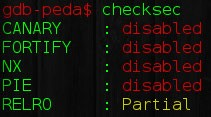 gdb-peda$ checksec
CANARY    : disabled
FORTIFY   : disabled
NX        : disabled
PIE       : disabled
RELRO     : Partial